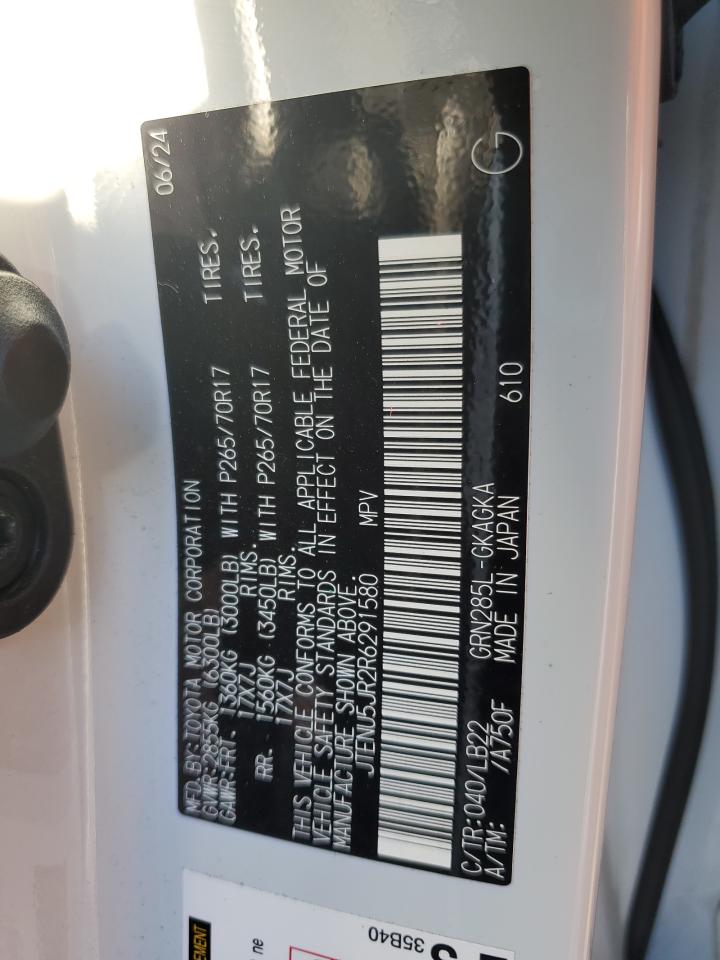 06/24
MFD. BY: TOYOTA MOTOR CORPORATION
GVWR: 2855KG (6300LB)
GAWR: FRT. 1360KG (3000LB) WITH P265/70R17 TIRES.
17X7J RIMS.
RR. 1560KG (3450LB) WITH P265/70R17 TIRES.
17X7J RIMS.
THIS VEHICLE CONFORMS TO ALL APPLICABLE FEDERAL MOTOR
VEHICLE SAFETY STANDARDS IN EFFECT ON THE DATE OF
MANUFACTURE SHOWN ABOVE.
JTENU5JR2R6291580 MPV
C/TR: 040/LB22 GRN285L-GKAGKA 610 G
A/TM: /A750F MADE IN JAPAN
EMENT
ne
35B40